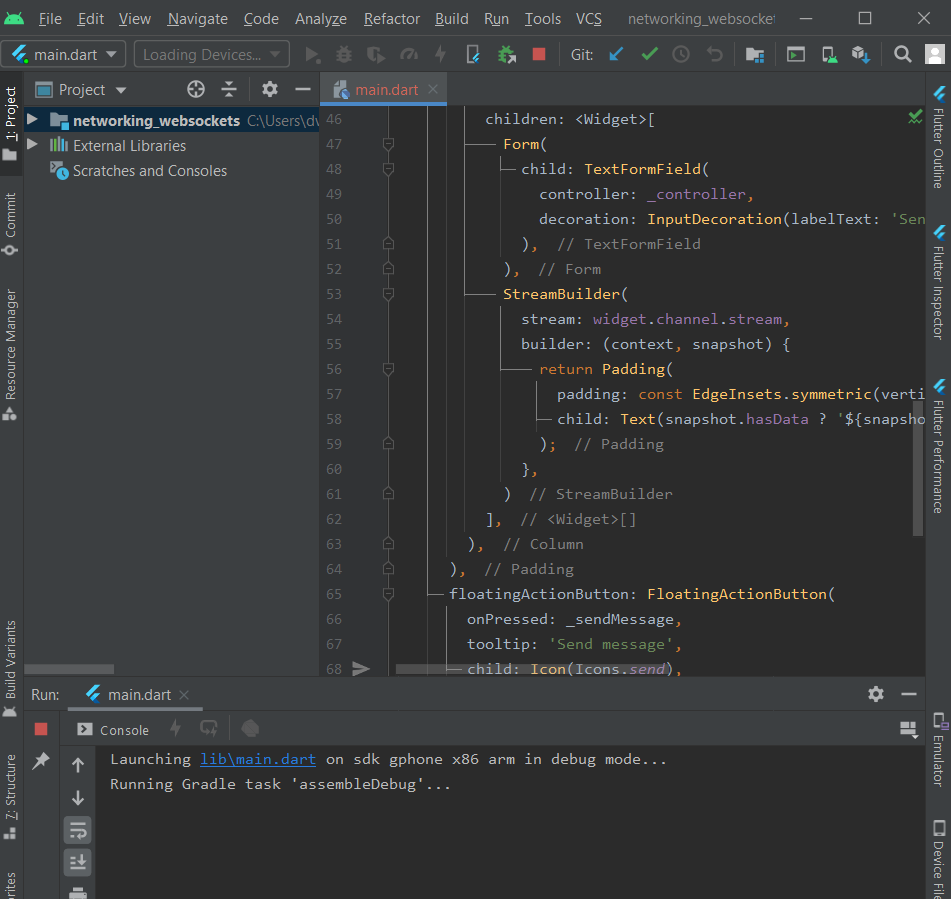 File Edit View Navigate Code Analyze Refactor Build Run Tools VCS networking_websocket
main.dart Loading Devices... Git:
Project main.dart
1: Project
Commit
Resource Manager
Build Variants
7: Structure
networking_websockets C:\Users\d
External Libraries
Scratches and Consoles
46 children: <Widget>[
47 Form(
48 child: TextFormField(
49 controller: _controller,
50 decoration: InputDecoration(labelText: 'Sen
51 ), // TextFormField
52 ), // Form
53 StreamBuilder(
54 stream: widget.channel.stream,
55 builder: (context, snapshot) {
56 return Padding(
57 padding: const EdgeInsets.symmetric(verti
58 child: Text(snapshot.hasData ? '${snapsho
59 ); // Padding
60 },
61 ) // StreamBuilder
62 ], // <Widget>[]
63 ), // Column
64 ), // Padding
65 floatingActionButton: FloatingActionButton(
66 onPressed: _sendMessage,
67 tooltip: 'Send message',
68 child: Icon(Icons.send),
Flutter Outline
Flutter Inspector
Flutter Performance
Emulator
Device File
Run: main.dart
Console
Launching lib\main.dart on sdk gphone x86 arm in debug mode...
Running Gradle task 'assembleDebug'...